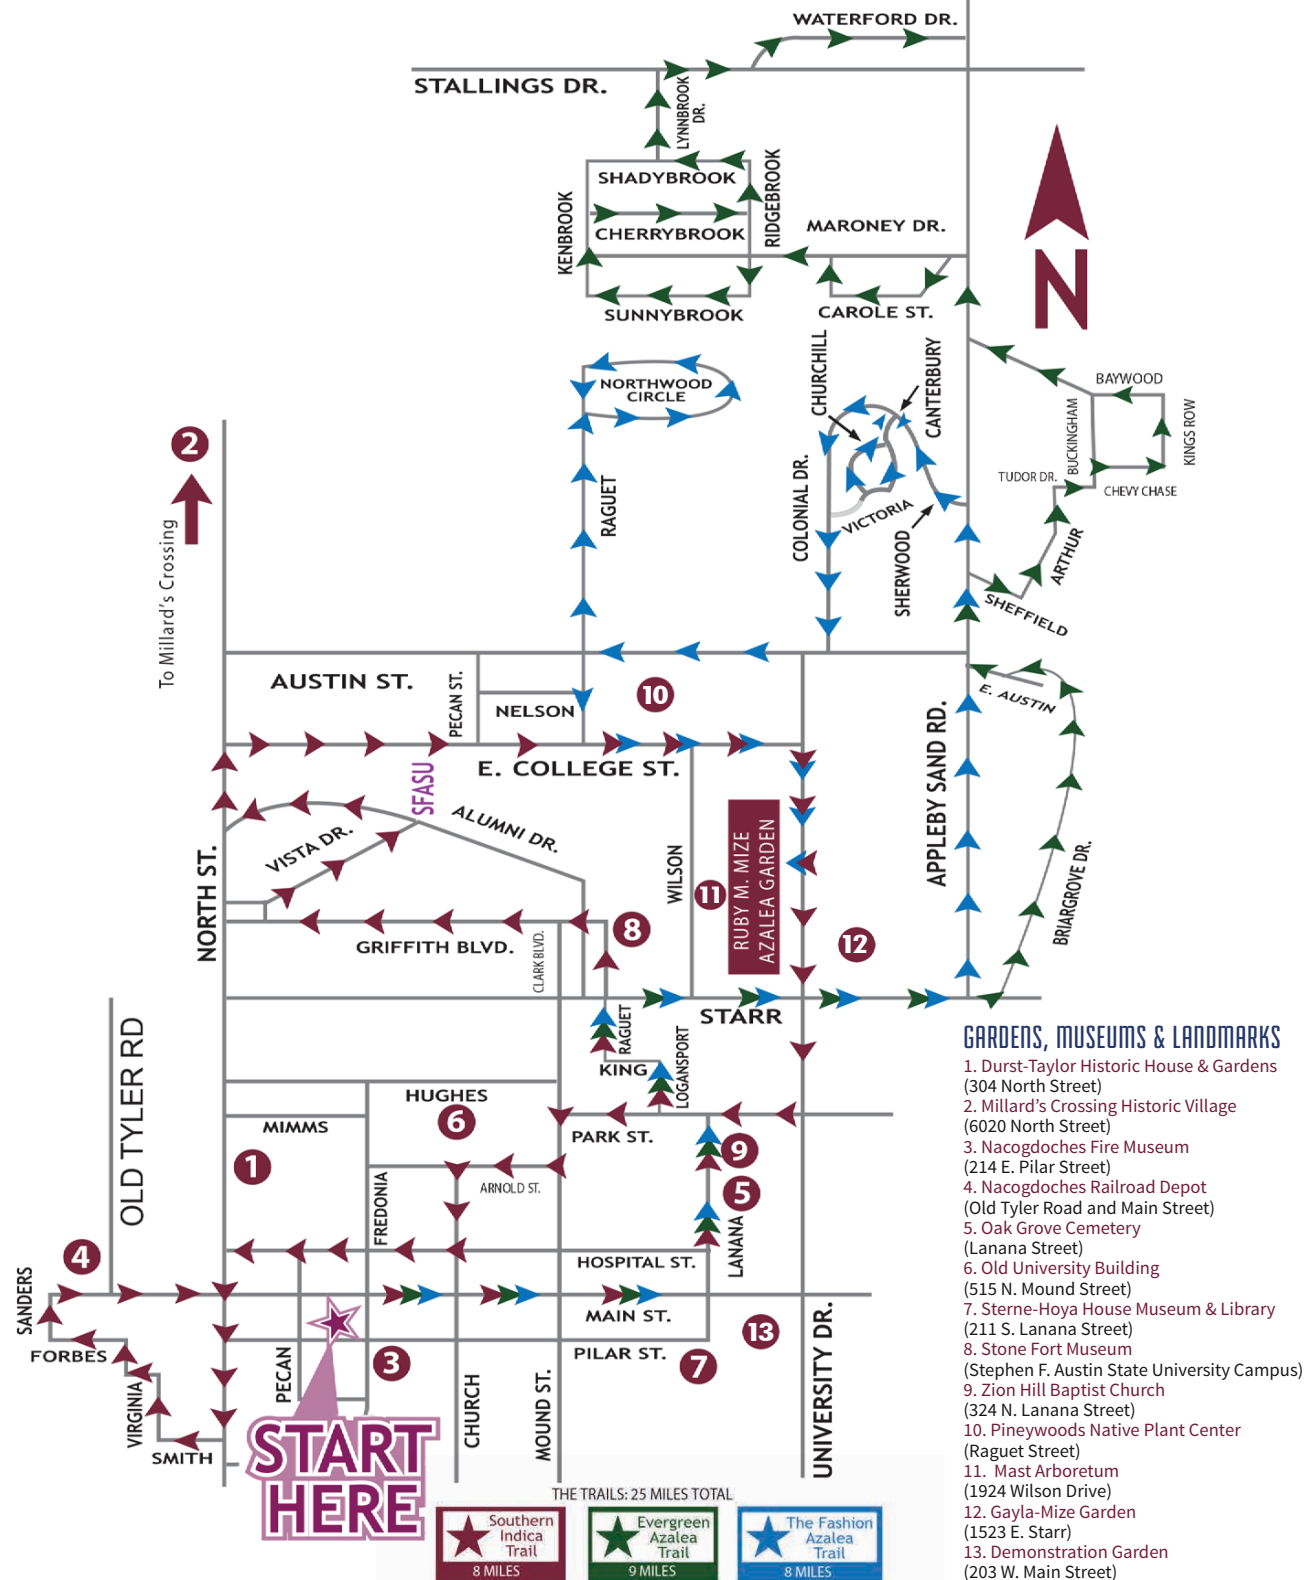 WATERFORD DR.
STALLINGS DR.
LYNNBROOK
DR.
SHADYBROOK
KENBROOK
RIDGEBROOK
CHERRYBROOK
MARONEY DR.
SUNNYBROOK
CAROLE ST.
N
CHURCHILL
CANTERBURY
NORTHWOOD
CIRCLE
BAYWOOD
BUCKINGHAM
KINGS ROW
2
TUDOR DR.
CHEVY CHASE
RAGUET
COLONIAL DR.
VICTORIA
SHERWOOD
ARTHUR
SHEFFIELD
To Millard's Crossing
AUSTIN ST.
PECAN ST.
NELSON
10
E. AUSTIN
APPLEBY SAND RD.
E. COLLEGE ST.
SFASU
VISTA DR.
ALUMNI DR.
NORTH ST.
WILSON
11
RUBY M. MIZE
AZALEA GARDEN
BRIARGROVE DR.
GRIFFITH BLVD.
CLARK BLVD.
8
12
STARR
OLD TYLER RD
RAGUET
KING
LOGANSPORT
HUGHES
6
MIMMS
PARK ST.
1
9
FREDONIA
ARNOLD ST.
5
LANANA
4
HOSPITAL ST.
SANDERS
MAIN ST.
13
FORBES
PILAR ST.
3
7
PECAN
VIRGINIA
CHURCH
MOUND ST.
UNIVERSITY DR.
SMITH
START
HERE
THE TRAILS: 25 MILES TOTAL
Southern
Indica
Trail
8 MILES
Evergreen
Azalea
Trail
9 MILES
The Fashion
Azalea
Trail
8 MILES
GARDENS, MUSEUMS & LANDMARKS
1. Durst-Taylor Historic House & Gardens
(304 North Street)
2. Millard's Crossing Historic Village
(6020 North Street)
3. Nacogdoches Fire Museum
(214 E. Pilar Street)
4. Nacogdoches Railroad Depot
(Old Tyler Road and Main Street)
5. Oak Grove Cemetery
(Lanana Street)
6. Old University Building
(515 N. Mound Street)
7. Sterne-Hoya House Museum & Library
(211 S. Lanana Street)
8. Stone Fort Museum
(Stephen F. Austin State University Campus)
9. Zion Hill Baptist Church
(324 N. Lanana Street)
10. Pineywoods Native Plant Center
(Raguet Street)
11. Mast Arboretum
(1924 Wilson Drive)
12. Gayla-Mize Garden
(1523 E. Starr)
13. Demonstration Garden
(203 W. Main Street)